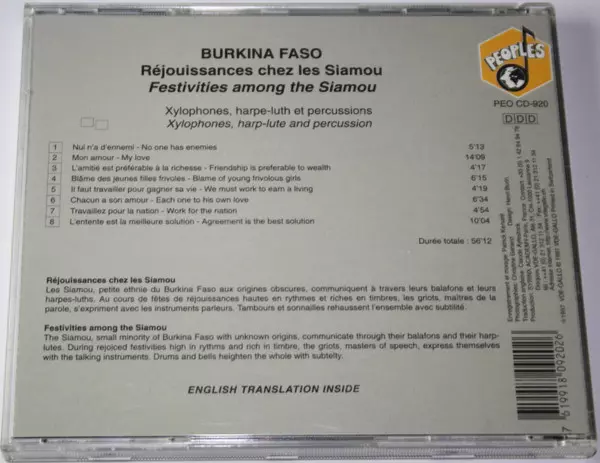 BURKINA FASO
Réjouissances chez les Siamou
Festivities among the Siamou
Xylophones, harpe-luth et percussions
Xylophones, harp-lute and percussion
PEOPLES
PEO CD-920
DDD
1 Nul n'a d'ennemi - No one has enemies 5'13
2 Mon amour - My love 14'09
3 L'amitié est préférable à la richesse - Friendship is preferable to wealth 4'17
4 Blâme des jeunes filles frivoles - Blame of young frivolous girls 6'15
5 Il faut travailler pour gagner sa vie - We must work to earn a living 4'19
6 Chacun a son amour - Each one to his own love 6'34
7 Travaillez pour la nation - Work for the nation 4'54
8 L'entente est la meilleure solution - Agreement is the best solution 10'04
Durée totale : 56'12
Réjouissances chez les Siamou
Les Siamou, petite ethnie du Burkina Faso aux origines obscures, communiquent à travers leurs balafons et leurs
harpes-luths. Au cours de fêtes de réjouissances hautes en rythmes et riches en timbres, les griots, maîtres de la
parole, s'expriment avec les instruments parleurs. Tambours et sonnailles rehaussent l'ensemble avec subtilité.
Festivities among the Siamou
The Siamou, small minority of Burkina Faso with unknown origins, communicate through their balafons and their harp-
lutes. During rejoiced festivities high in rythms and rich in timbre, the griots, masters of speech, express themselves
with the talking instruments. Drums and bells heighten the whole with subtelty.
ENGLISH TRANSLATION INSIDE
7 619918 092026